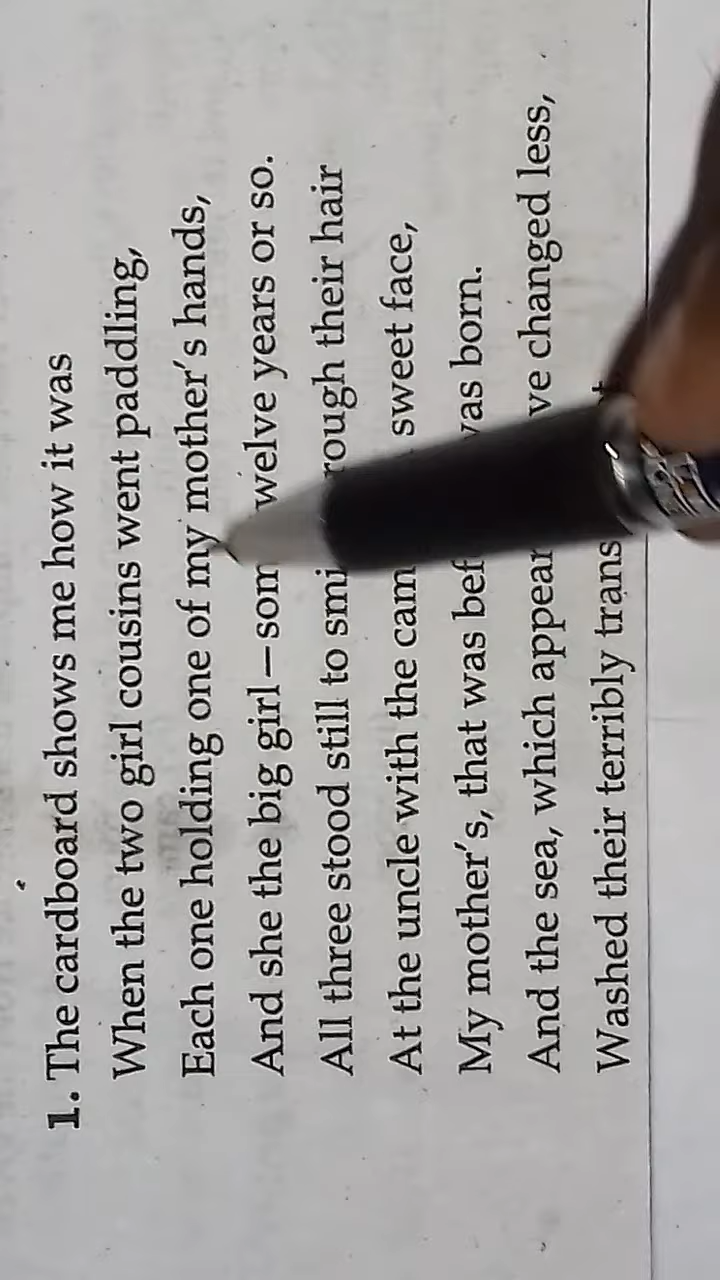 1. The cardboard shows me how it was
When the two girl cousins went paddling,
Each one holding one of my mother's hands,
And she the big girl—som welve years or so.
All three stood still to smi rough their hair
At the uncle with the cam sweet face,
My mother's, that was bef was born.
And the sea, which appear ve changed less,
Washed their terribly trans